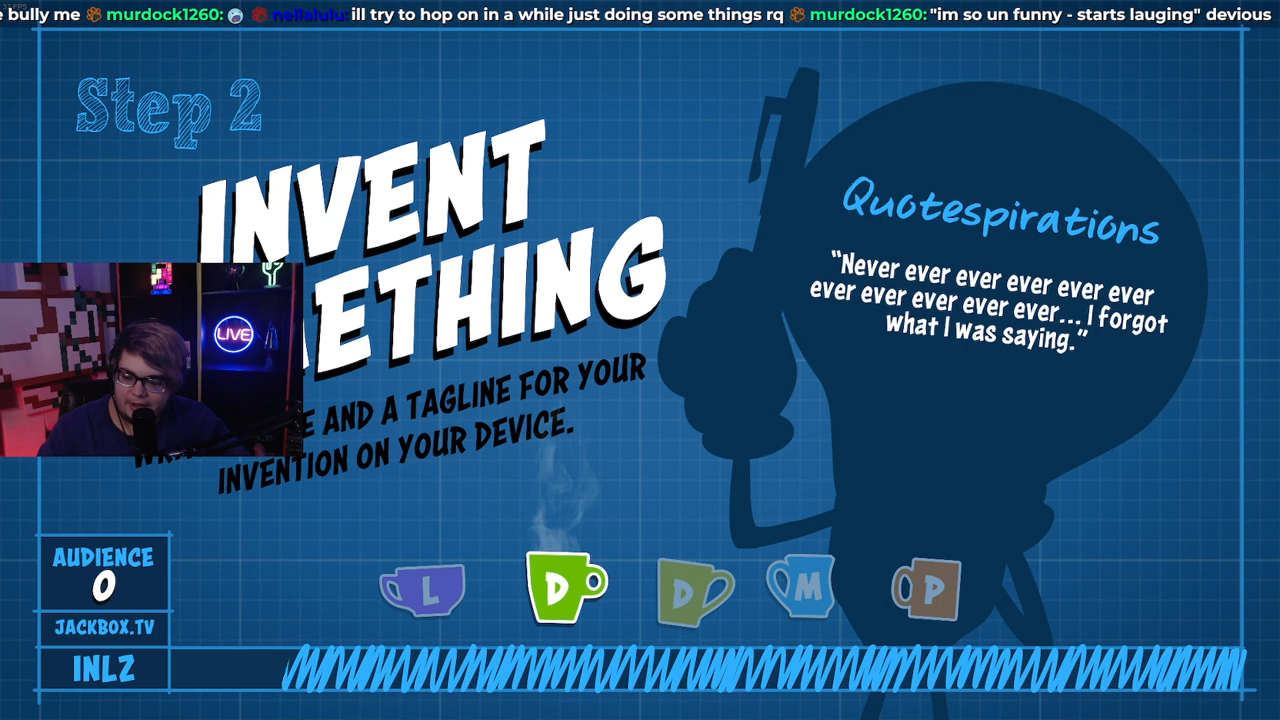 e bully me murdock1260: nellalulu: ill try to hop on in a while just doing some things rq murdock1260: "im so un funny - starts lauging" devious
Step 2
INVENT
ETHING
E AND A TAGLINE FOR YOUR
INVENTION ON YOUR DEVICE.
Quotespirations
"Never ever ever ever ever
ever ever ever ever ever... I forgot
what I was saying."
LIVE
AUDIENCE
0
JACKBOX.TV
INLZ
L D D M P